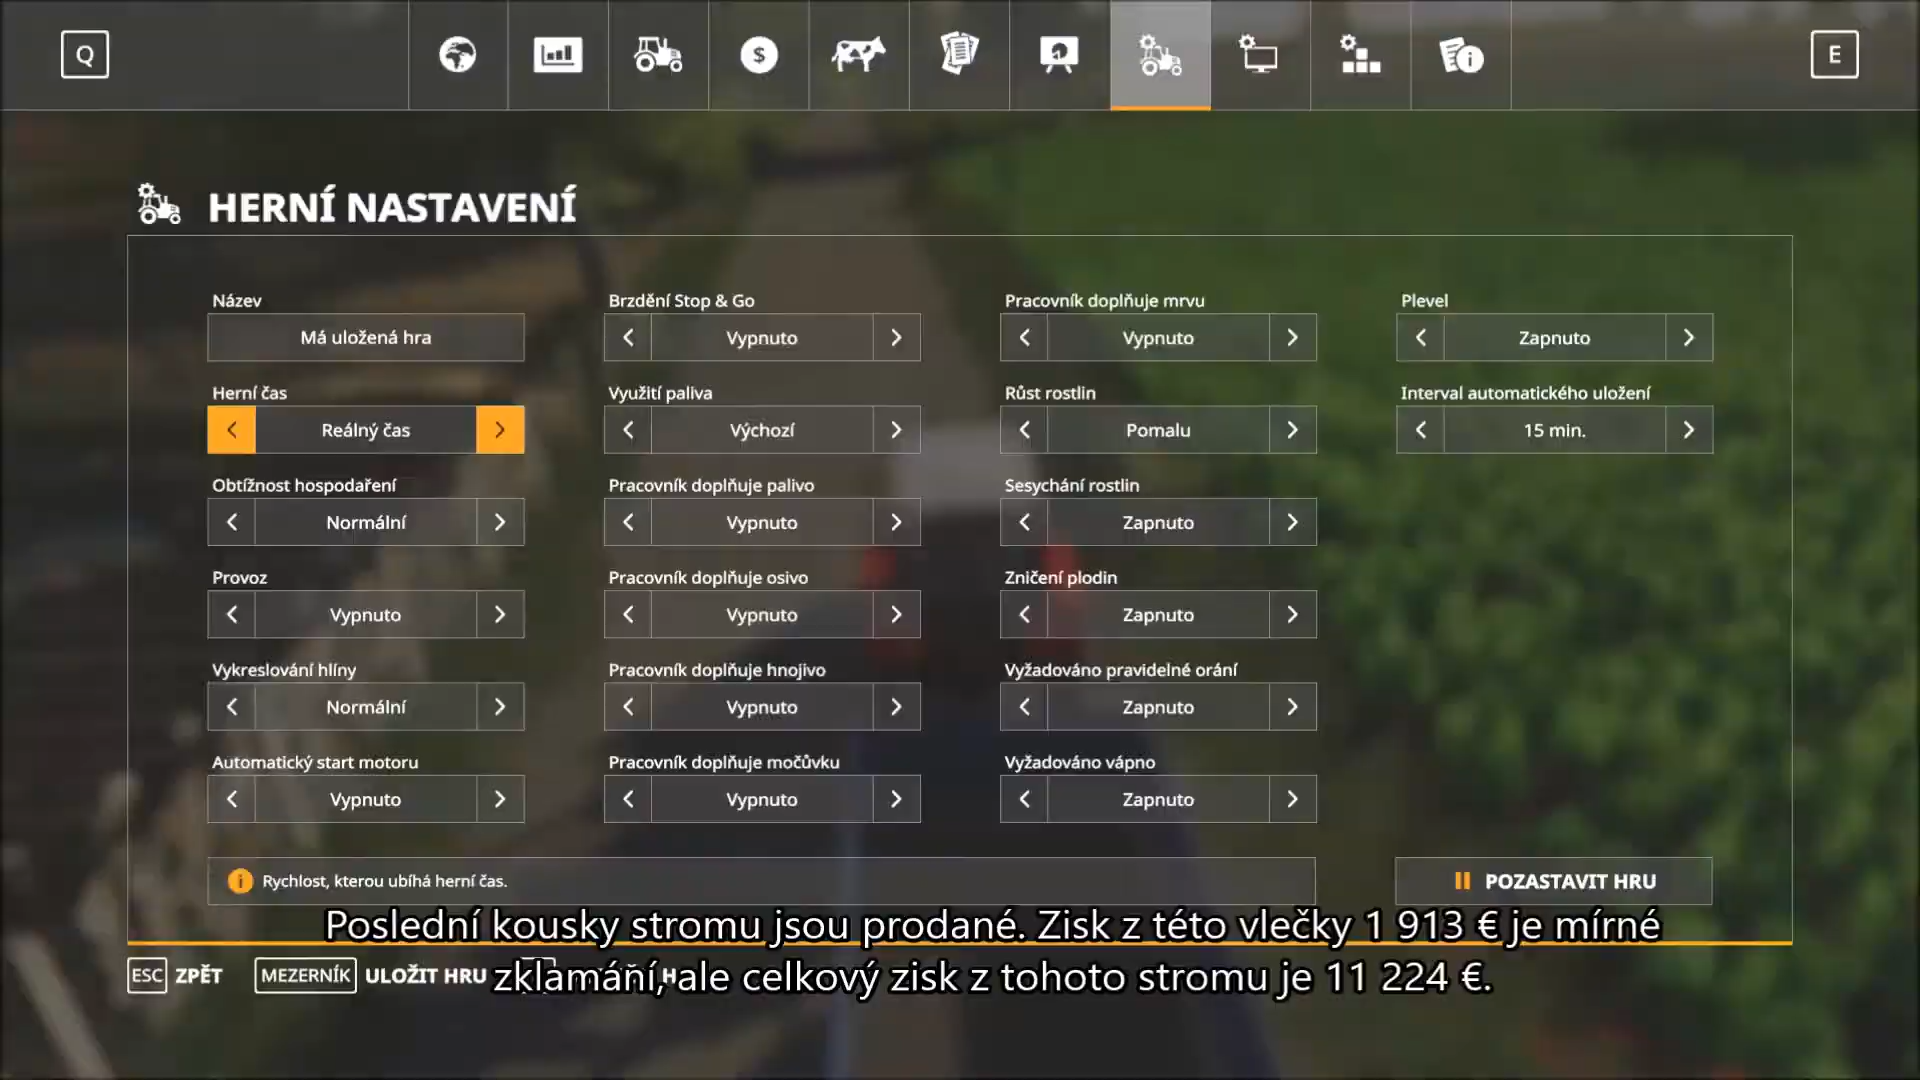 Q
E
HERNÍ NASTAVENÍ
Název
Má uložená hra
Herní čas
Reálný čas
Obtížnost hospodaření
Normální
Provoz
Vypnuto
Vykreslování hlíny
Normální
Automatický start motoru
Vypnuto
Brzdění Stop & Go
Vypnuto
Využití paliva
Výchozí
Pracovník doplňuje palivo
Vypnuto
Pracovník doplňuje osivo
Vypnuto
Pracovník doplňuje hnojivo
Vypnuto
Pracovník doplňuje močůvku
Vypnuto
Pracovník doplňuje mrvu
Vypnuto
Růst rostlin
Pomalu
Sesychání rostlin
Zapnuto
Zničení plodin
Zapnuto
Vyžadováno pravidelné orání
Zapnuto
Vyžadováno vápno
Zapnuto
Plevel
Zapnuto
Interval automatického uložení
15 min.
Rychlost, kterou ubíhá herní čas.
POZASTAVIT HRU
Poslední kousky stromu jsou prodané. Zisk z této vlečky 1 913 € je mírné
zklamání, ale celkový zisk z tohoto stromu je 11 224 €.
ESC ZPĚT
MEZERNÍK ULOŽIT HRU